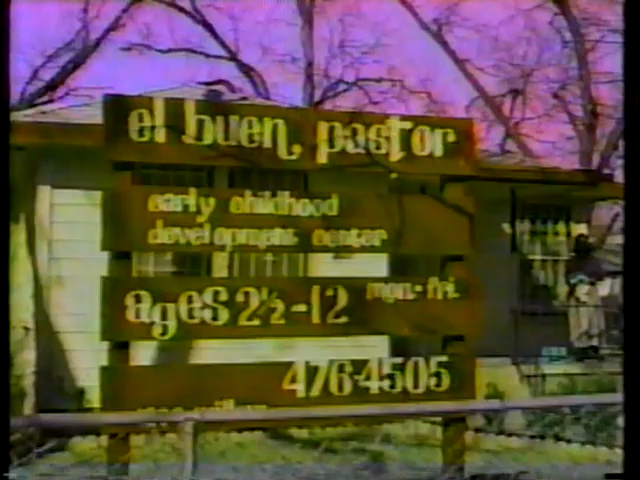 el buen pastor
early childhood
development center
ages 2½-12 mon.-fri.
476-4505